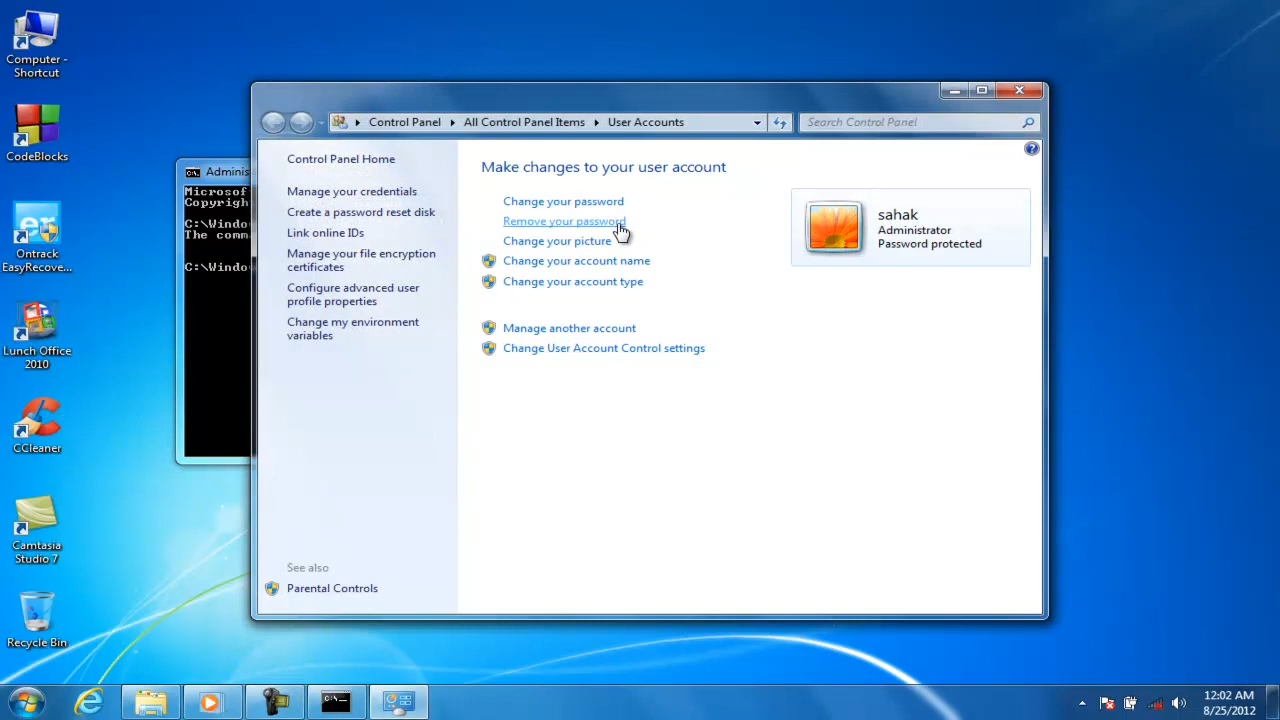 Computer -
Shortcut
CodeBlocks
Ontrack
EasyRecove...
Lunch Office
2010
CCleaner
Camtasia
Studio 7
Recycle Bin
Adminis
Microsof
Copyrigh
C:\Windo
The comm
C:\Windo
Control Panel
All Control Panel Items
User Accounts
Search Control Panel
Control Panel Home
Manage your credentials
Create a password reset disk
Link online IDs
Manage your file encryption
certificates
Configure advanced user
profile properties
Change my environment
variables
See also
Parental Controls
Make changes to your user account
Change your password
Remove your password
Change your picture
Change your account name
Change your account type
Manage another account
Change User Account Control settings
sahak
Administrator
Password protected
12:02 AM
8/25/2012